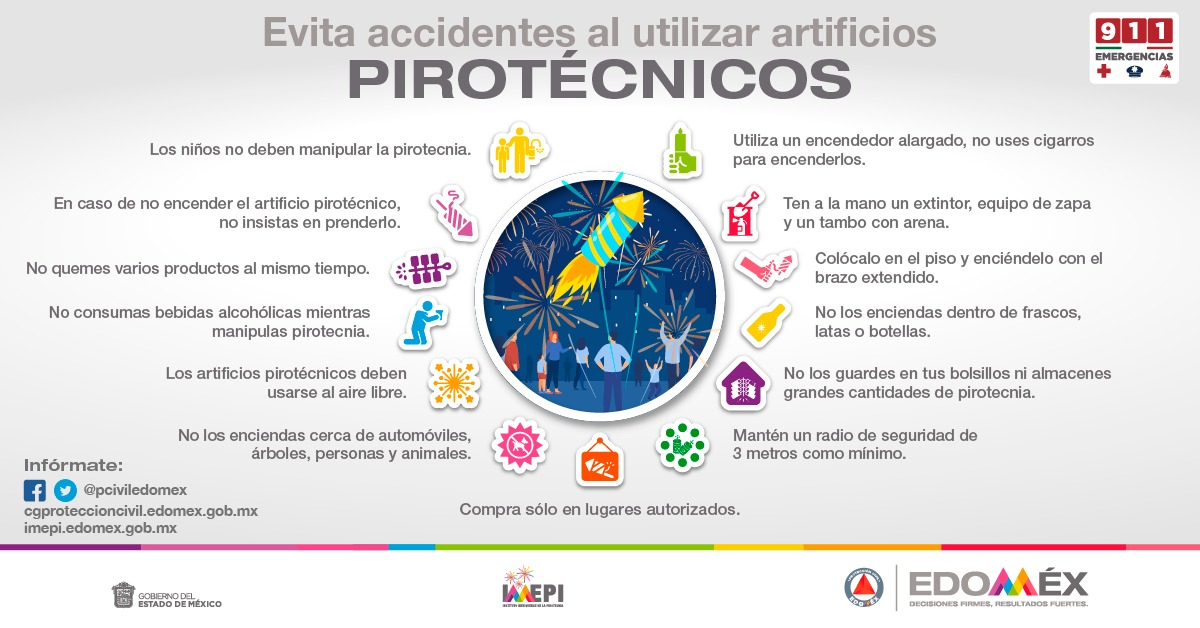 Evita accidentes al utilizar artificios
PIROTÉCNICOS
911
EMERGENCIAS
Los niños no deben manipular la pirotecnia.
En caso de no encender el artificio pirotécnico,
no insistas en prenderlo.
No quemes varios productos al mismo tiempo.
No consumas bebidas alcohólicas mientras
manipulas pirotecnia.
Los artificios pirotécnicos deben
usarse al aire libre.
No los enciendas cerca de automóviles,
árboles, personas y animales.
Utiliza un encendedor alargado, no uses cigarros
para encenderlos.
Ten a la mano un extintor, equipo de zapa
y un tambo con arena.
Colócalo en el piso y enciéndelo con el
brazo extendido.
No los enciendas dentro de frascos,
latas o botellas.
No los guardes en tus bolsillos ni almacenes
grandes cantidades de pirotecnia.
Mantén un radio de seguridad de
3 metros como mínimo.
Compra sólo en lugares autorizados.
Infórmate:
@pciviledomex
cgproteccioncivil.edomex.gob.mx
imepi.edomex.gob.mx
GOBIERNO DEL
ESTADO DE MÉXICO
IMEPI
INSTITUTO MEXIQUENSE DE LA PIROTECNIA
EDOMÉX
DECISIONES FIRMES, RESULTADOS FUERTES.